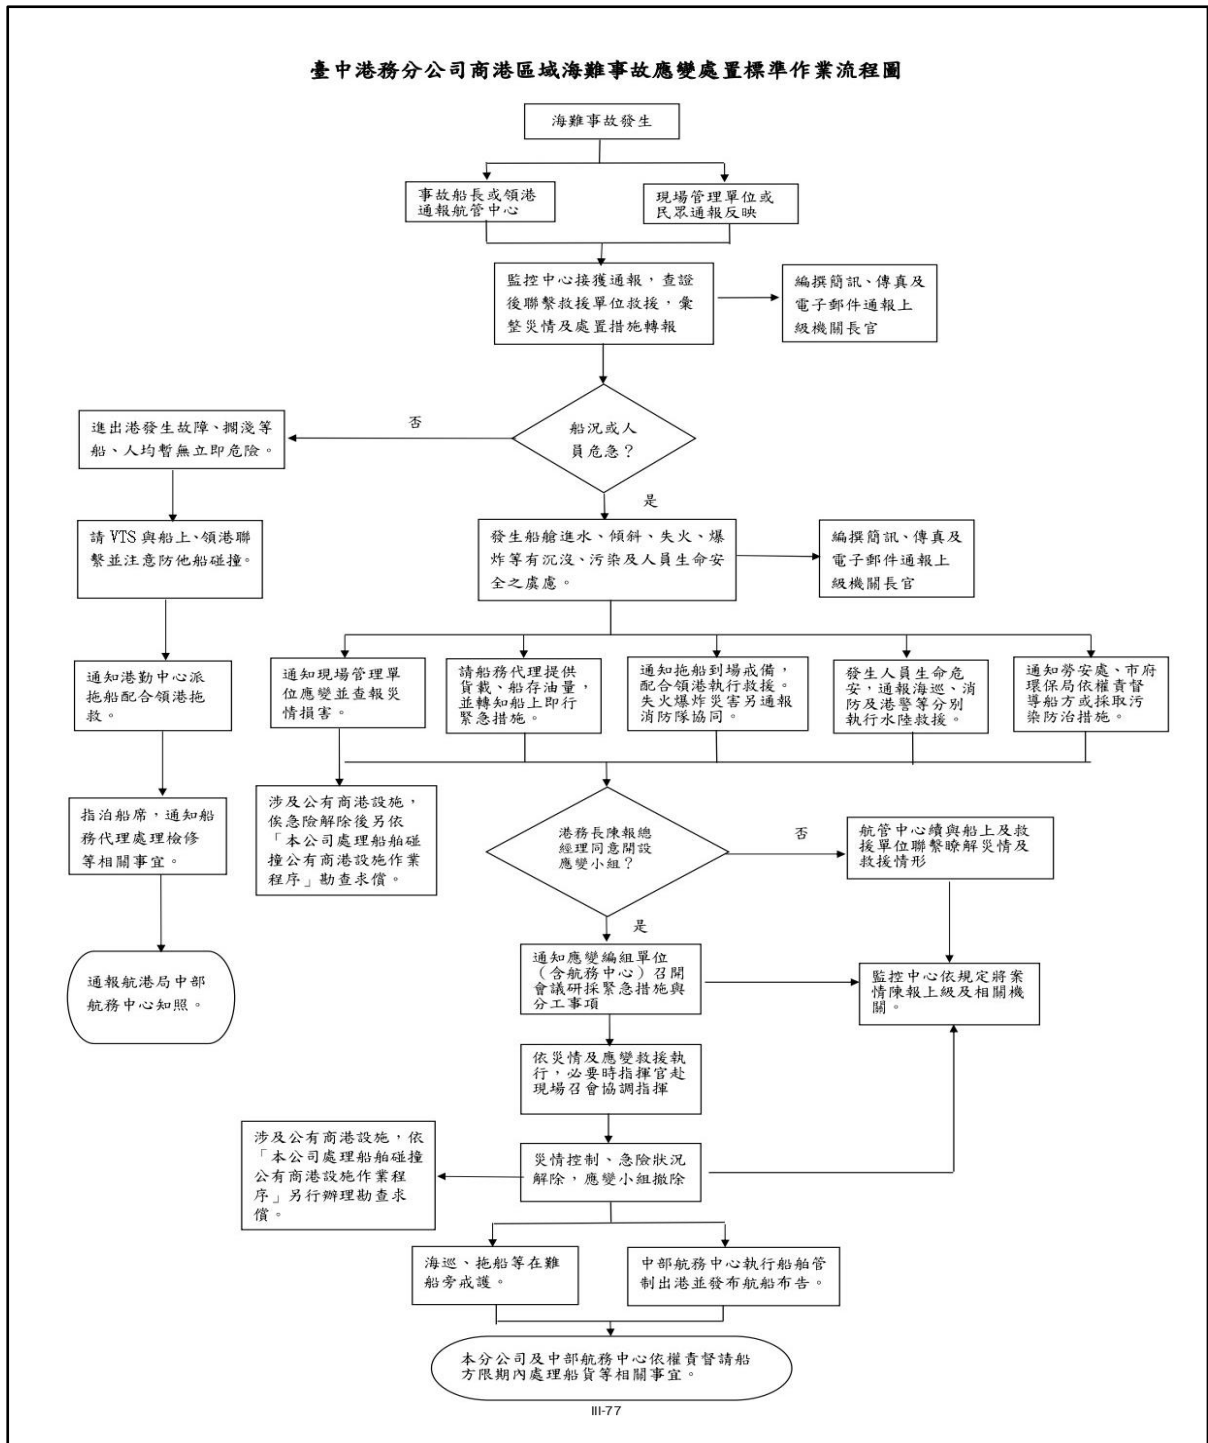 臺中港務分公司商港區域海難事故應變處置標準作業流程圖
海難事故發生
事故船長或領港
通報航管中心
現場管理單位或
民眾通報反映
監控中心接獲通報，查證
後聯繫救援單位救援，彙
整災情及處置措施轉報
編撰簡訊、傳真及
電子郵件通報上
級機關長官
船況或人
員危急？
否
進出港發生故障、擱淺等
船、人均暫無立即危險。
是
請 VTS 與船上、領港聯
繫並注意防他船碰撞。
發生船艙進水、傾斜、失火、爆
炸等有沉沒、污染及人員生命安
全之虞慮。
編撰簡訊、傳真及
電子郵件通報上
級機關長官
通知港勤中心派
拖船配合領港拖
救。
通知現場管理單
位應變並查報災
情損害。
請船務代理提供
貨載、船存油量，
並轉知船上即行
緊急措施。
通知拖船到場戒備，
配合領港執行救援。
失火爆炸災害另通報
消防隊協同。
發生人員生命危
安，通報海巡、消
防及港警等分別
執行水陸救援。
通知勞安處、市府
環保局依權責督
導船方或採取污
染防治措施。
指泊船席，通知船
務代理處理檢修
等相關事宜。
涉及公有商港設施，
俟急險解除後另依
「本公司處理船舶碰
撞公有商港設施作業
程序」勘查求償。
港務長陳報總
經理同意開設
應變小組？
否
航管中心續與船上及救
援單位聯繫瞭解災情及
救援情形
是
通報航港局中部
航務中心知照。
通知應變編組單位
（含航務中心）召開
會議研採緊急措施與
分工事項
監控中心依規定將案
情陳報上級及相關機
關。
依災情及應變救援執
行，必要時指揮官赴
現場召會協調指揮
涉及公有商港設施，依
「本公司處理船舶碰撞
公有商港設施作業程
序」另行辦理勘查求
償。
災情控制、急險狀況
解除，應變小組撤除
海巡、拖船等在難
船旁戒護。
中部航務中心執行船舶管
制出港並發布航船布告。
本分公司及中部航務中心依權責督請船
方限期內處理船貨等相關事宜。
III-77